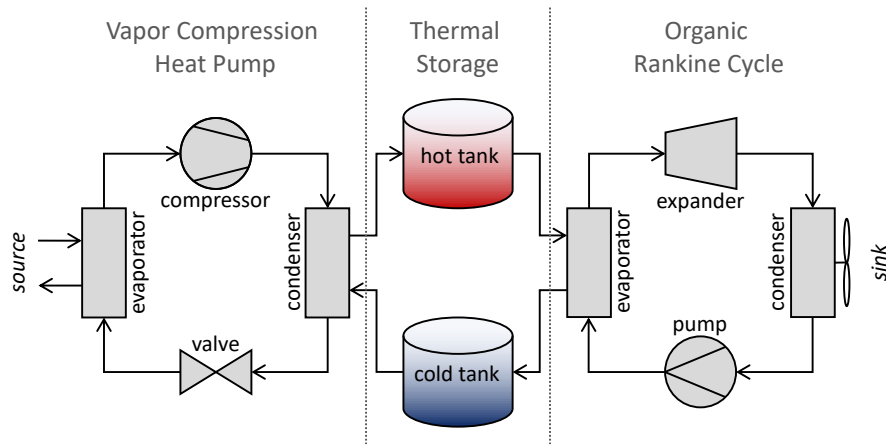 Vapor Compression
Heat Pump
Thermal
Storage
Organic
Rankine Cycle
compressor
hot tank
expander
source
evaporator
condenser
evaporator
condenser
sink
valve
cold tank
pump